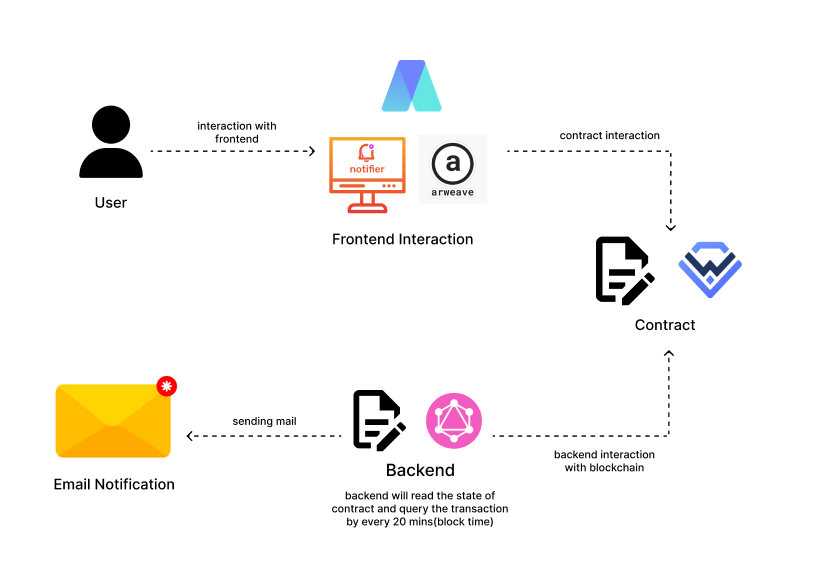 interaction with
frontend
User
notifier
a
arweave
Frontend Interaction
contract interaction
W
Contract
sending mail
Email Notification
Backend
backend will read the state of
contract and query the transaction
by every 20 mins(block time)
backend interaction
with blockchain